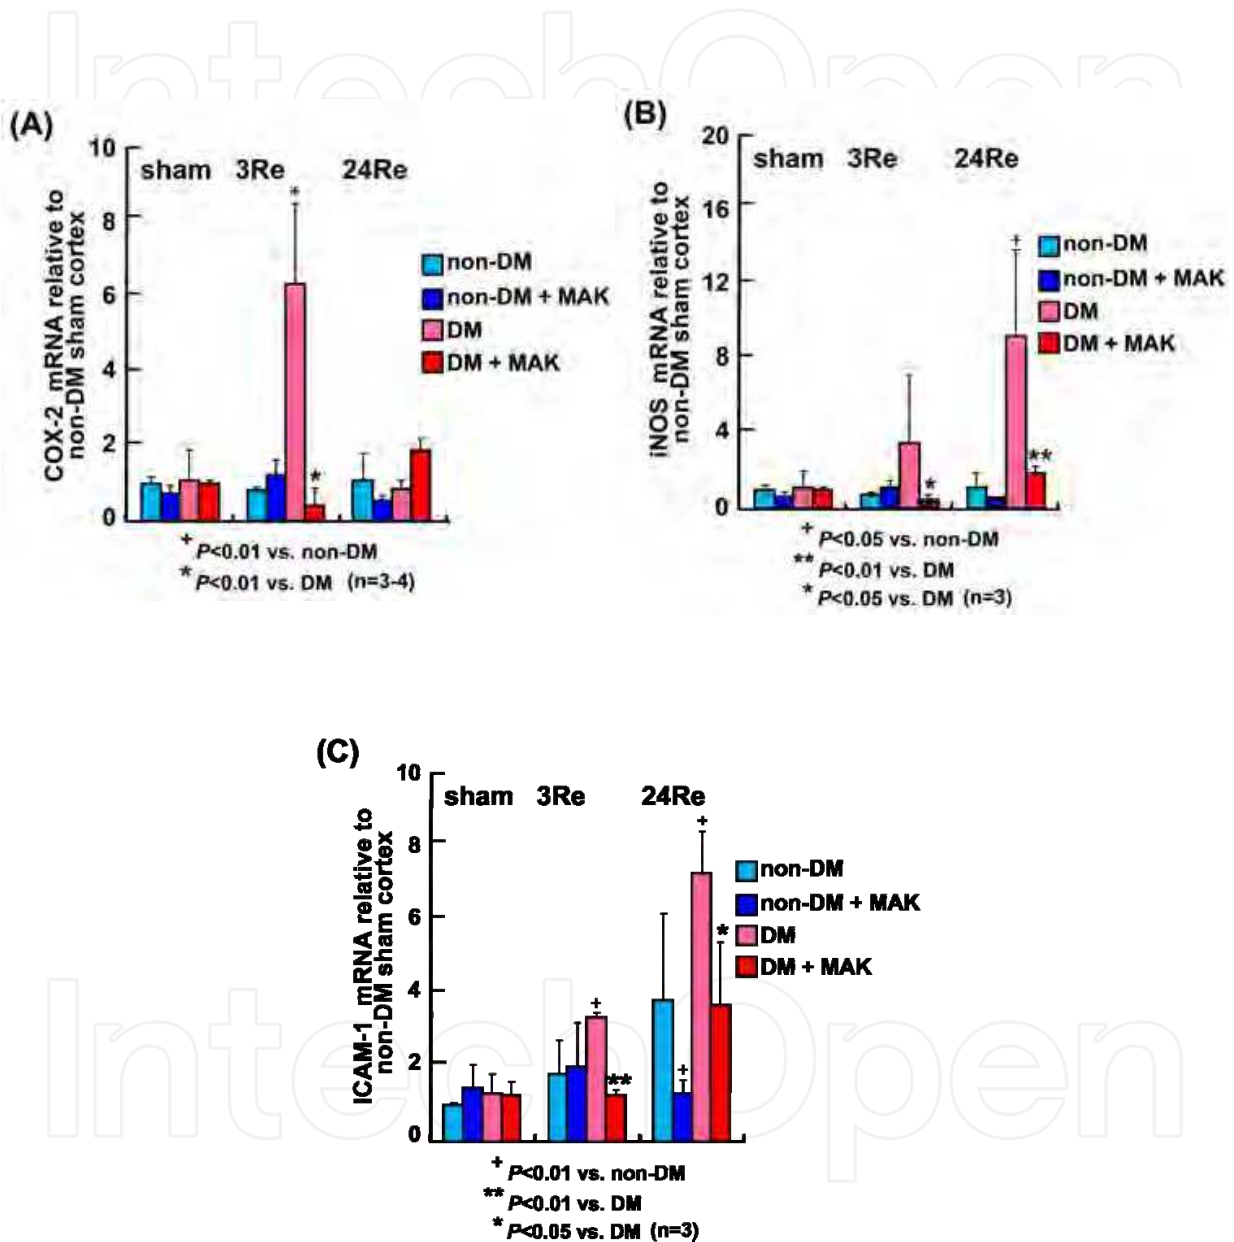 IntechOpen
(A)
10
8
6
4
2
0
COX-2 mRNA relative to
non-DM sham cortex
sham 3Re 24Re
*
*
non-DM
non-DM + MAK
DM
DM + MAK
+ P<0.01 vs. non-DM
* P<0.01 vs. DM (n=3-4)
(B)
20
16
12
8
4
0
iNOS mRNA relative to
non-DM sham cortex
sham 3Re 24Re
*
+
**
non-DM
non-DM + MAK
DM
DM + MAK
+ P<0.05 vs. non-DM
** P<0.01 vs. DM
* P<0.05 vs. DM (n=3)
(C)
10
8
6
4
2
0
ICAM-1 mRNA relative to
non-DM sham cortex
sham 3Re 24Re
+
**
+
+
*
non-DM
non-DM + MAK
DM
DM + MAK
+ P<0.01 vs. non-DM
** P<0.01 vs. DM
* P<0.05 vs. DM (n=3)
IntechOpen